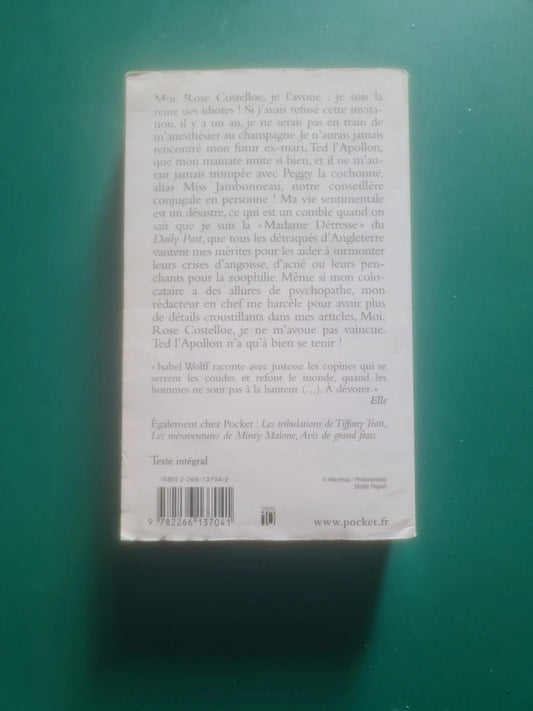 Moi, Rose Costelloe, je l'avoue : je suis la
reine des idiotes ! Si j'avais refusé cette invita-
tion, il y a un an, je ne serais pas en train de
m'anesthésier au champagne. Je n'aurais jamais
rencontré mon futur ex-mari, Ted l'Apollon,
que mon mainate imite si bien, et il ne m'au-
rait jamais trompée avec Peggy la cochonne,
alias Miss Jambonneau, notre conseillère
conjugale en personne ! Ma vie sentimentale
est un désastre, ce qui est un comble quand on
sait que je suis la « Madame Détresse » du
Daily Post, que tous les détraqués d'Angleterre
vantent mes mérites pour les aider à surmonter
leurs crises d'angoisse, d'acné ou leurs pen-
chants pour la zoophilie. Même si mon colo-
cataire a des allures de psychopathe, mon
rédacteur en chef me harcèle pour avoir plus
de détails croustillants dans mes articles, Moi,
Rose Costelloe, je ne m'avoue pas vaincue.
Ted l'Apollon n'a qu'à bien se tenir !
« Isabel Wolff raconte avec justesse les copines qui se
serrent les coudes et refont le monde, quand les
hommes ne sont pas à la hauteur (...). À dévorer. »
Elle
Également chez Pocket : Les tribulations de Tiffany Trott,
Les mésaventures de Minty Malone, Avis de grand frais.
Texte intégral
ISBN 2-266-13704-2
© Mauritius / Photononstop
Studio
9 782266 137041
10
www.pocket.fr